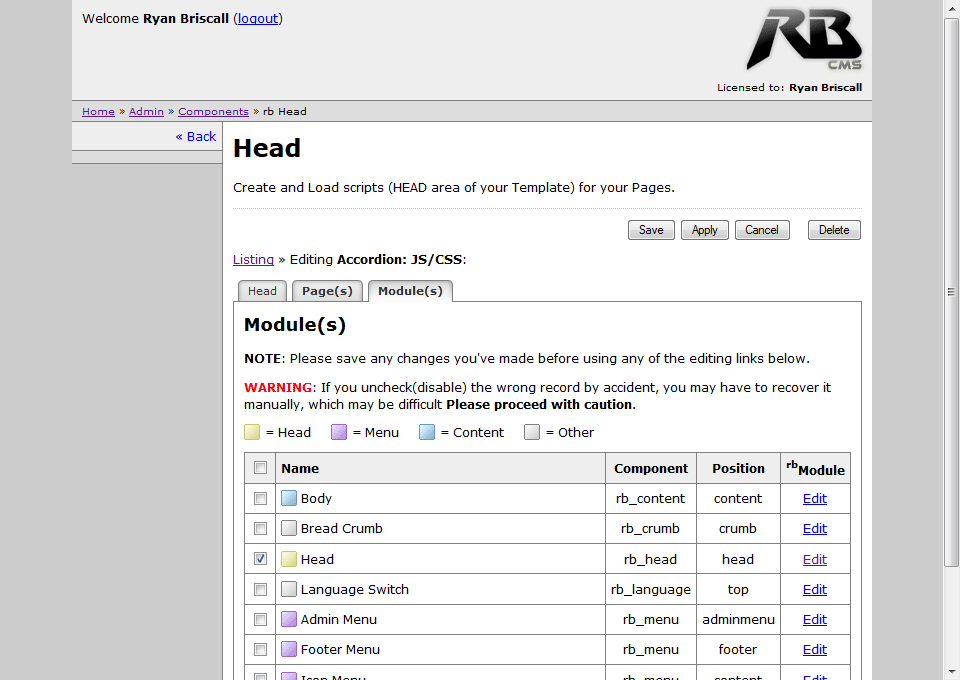 Welcome Ryan Briscall (logout)
RB
CMS
Licensed to: Ryan Briscall
Home » Admin » Components » rb Head
« Back
Head
Create and Load scripts (HEAD area of your Template) for your Pages.
Save Apply Cancel Delete
Listing » Editing Accordion: JS/CSS:
Head Page(s) Module(s)
Module(s)
NOTE: Please save any changes you've made before using any of the editing links below.
WARNING: If you uncheck(disable) the wrong record by accident, you may have to recover it
manually, which may be difficult Please proceed with caution.
= Head = Menu = Content = Other
Name Component Position rbModule
Body rb_content content Edit
Bread Crumb rb_crumb crumb Edit
Head rb_head head Edit
Language Switch rb_language top Edit
Admin Menu rb_menu adminmenu Edit
Footer Menu rb_menu footer Edit
Icon Menu rb_menu content Edit